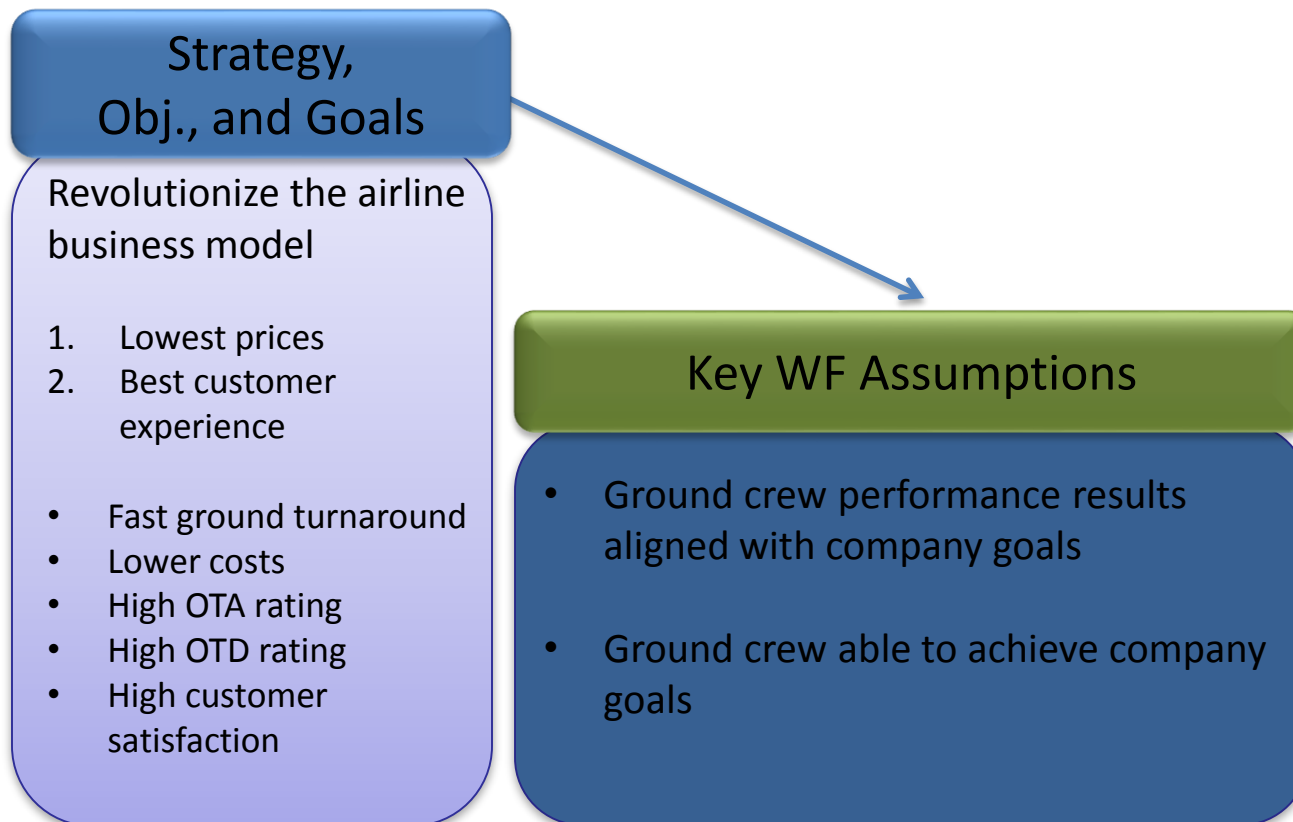 Strategy,
Obj., and Goals
Revolutionize the airline
business model
1. Lowest prices
2. Best customer
experience
• Fast ground turnaround
• Lower costs
• High OTA rating
• High OTD rating
• High customer
satisfaction
Key WF Assumptions
• Ground crew performance results
aligned with company goals
• Ground crew able to achieve company
goals